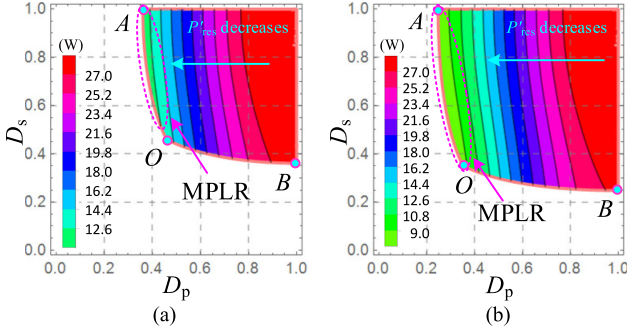 A
P′res decreases
(W)
27.0
25.2
23.4
21.6
19.8
18.0
16.2
14.4
12.6
O
MPLR
B
Ds
1.0
0.8
0.6
0.4
0.2
0.0
0.0 0.2 0.4 0.6 0.8 1.0
Dp
(a)
A
P′res decreases
(W)
27.0
25.2
23.4
21.6
19.8
18.0
16.2
14.4
12.6
10.8
9.0
O
MPLR
B
Ds
1.0
0.8
0.6
0.4
0.2
0.0
0.0 0.2 0.4 0.6 0.8 1.0
Dp
(b)